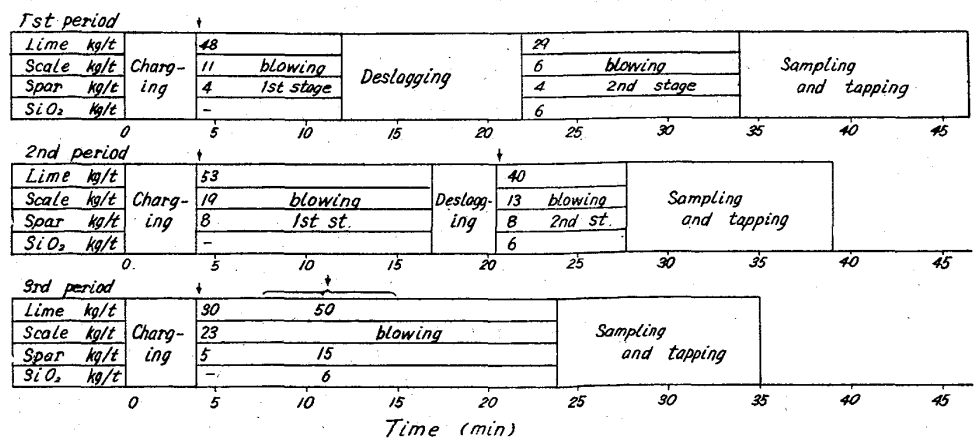 1st period
Lime kg/t 48 29
Scale kg/t Charg- 11 blowing Deslagging 6 blowing Sampling
Spar kg/t ing 4 1st stage 4 2nd stage and tapping
SiO₂ kg/t - 6
0 5 10 15 20 25 30 35 40 45
2nd period
Lime kg/t 53 40
Scale kg/t Charg- 19 blowing Deslagg- 13 blowing Sampling
Spar kg/t ing 8 1st st. ing 8 2nd st. and tapping
SiO₂ kg/t - 6
0 5 10 15 20 25 30 35 40 45
3rd period
Lime kg/t 30 50
Scale kg/t Charg- 23 blowing Sampling
Spar kg/t ing 5 15 and tapping
SiO₂ kg/t - 6
0 5 10 15 20 25 30 35 40 45
Time (min)